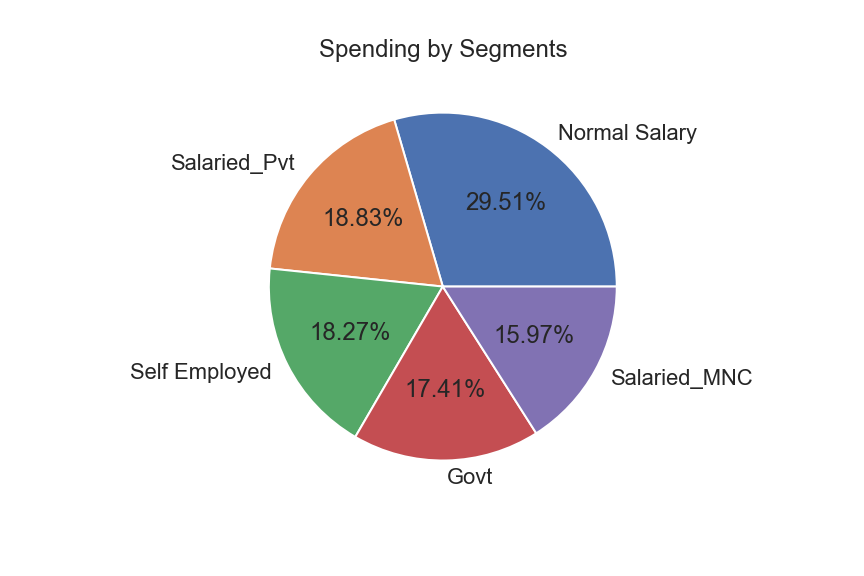 Spending by Segments
Normal Salary
29.51%
Salaried_Pvt
18.83%
Self Employed
18.27%
Govt
17.41%
Salaried_MNC
15.97%